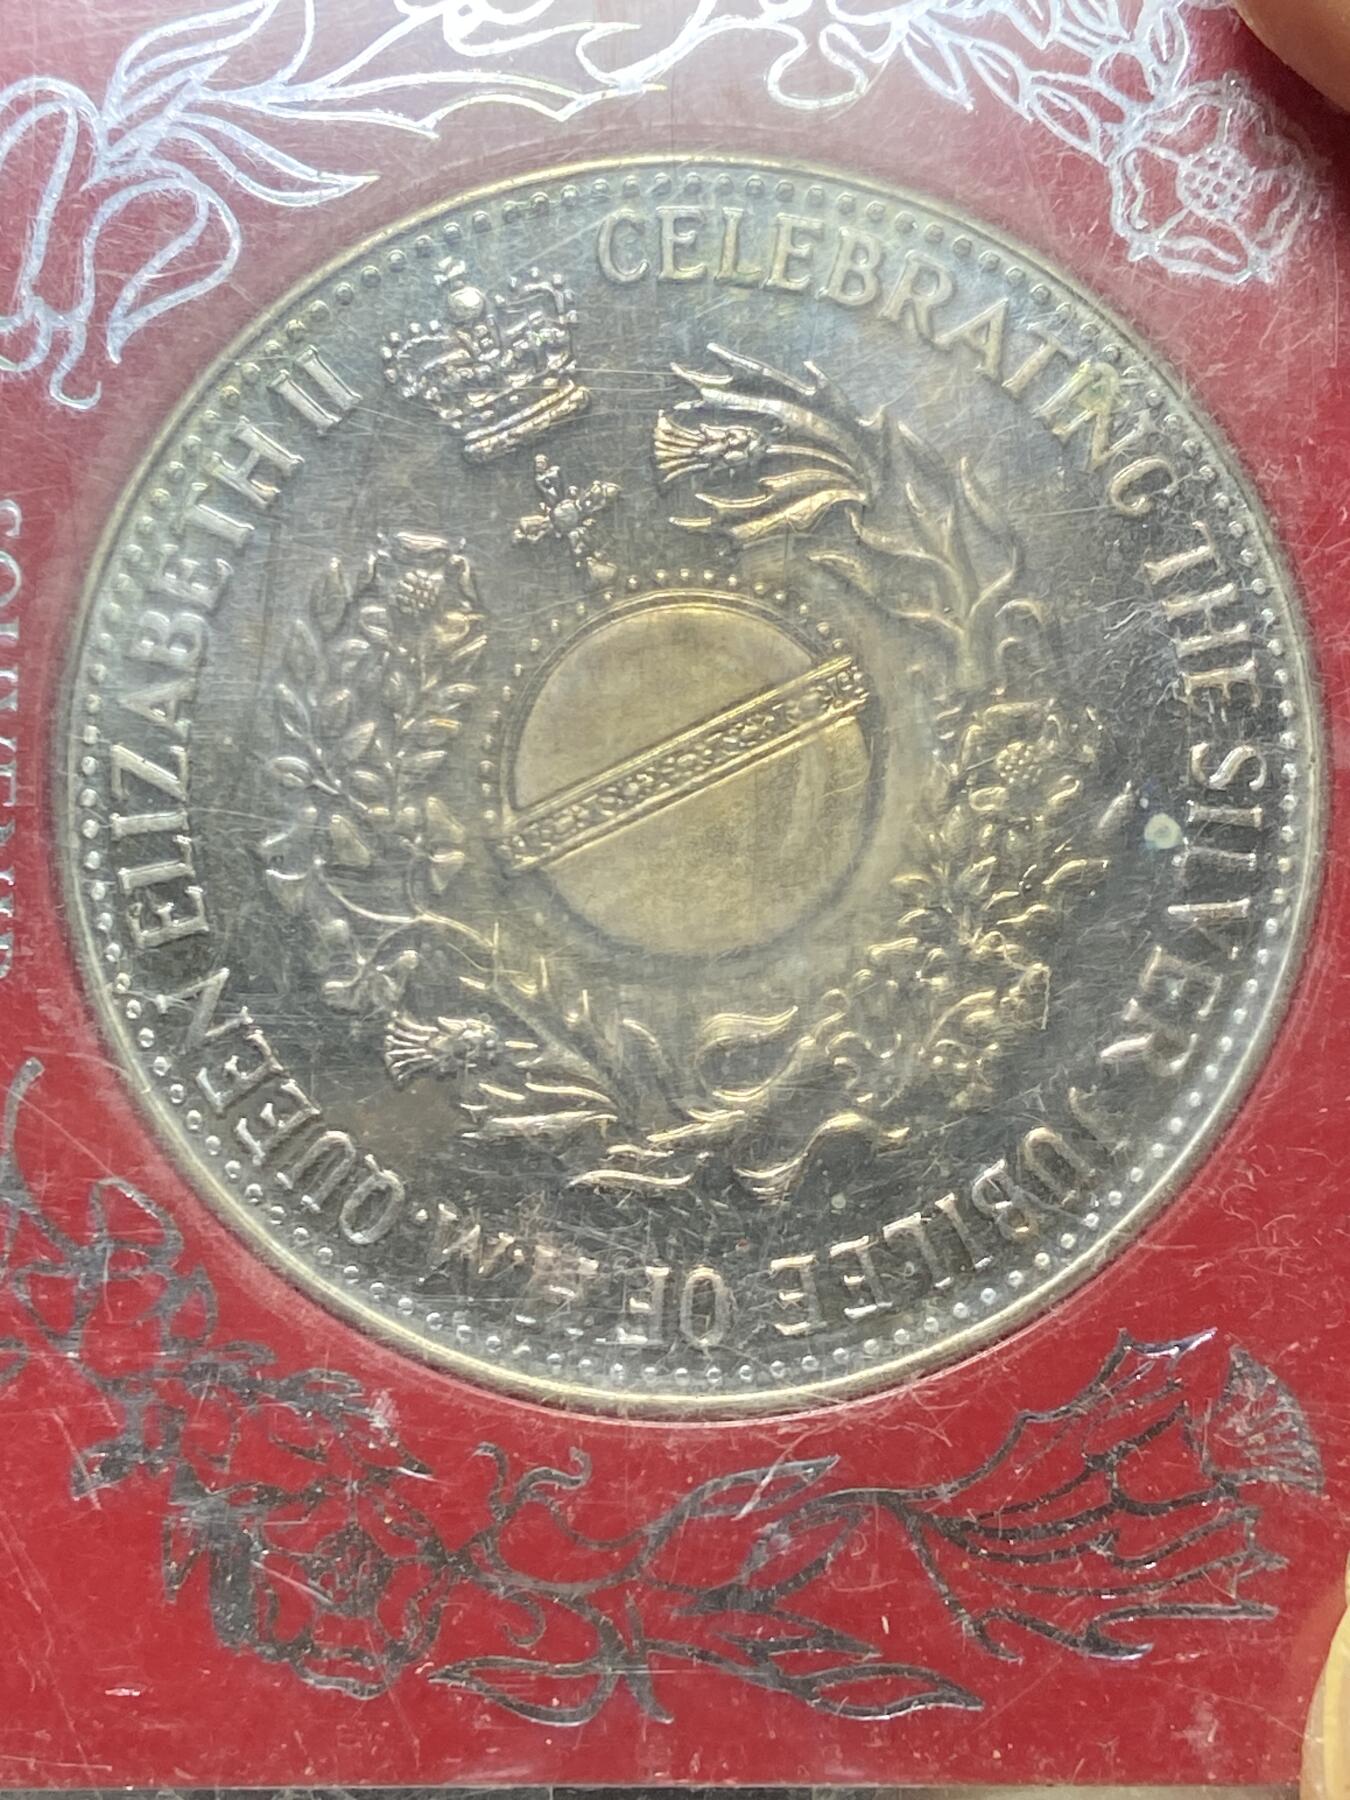 CELEBRATING THE SILVER JUBILEE OF H.M. QUEEN ELIZABETH II